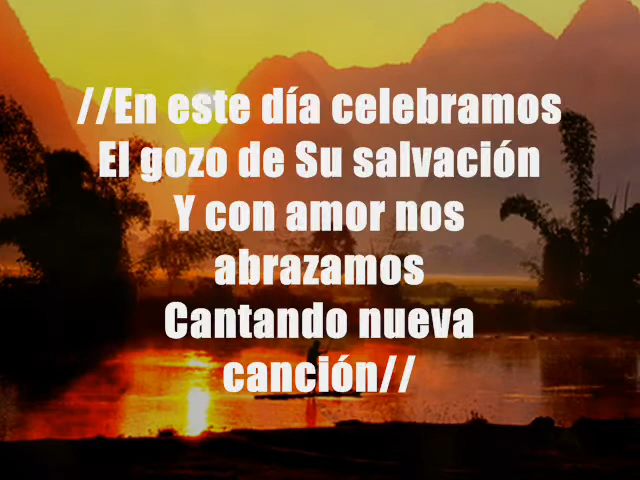 //En este día celebramos
El gozo de Su salvación
Y con amor nos
abrazamos
Cantando nueva
canción//